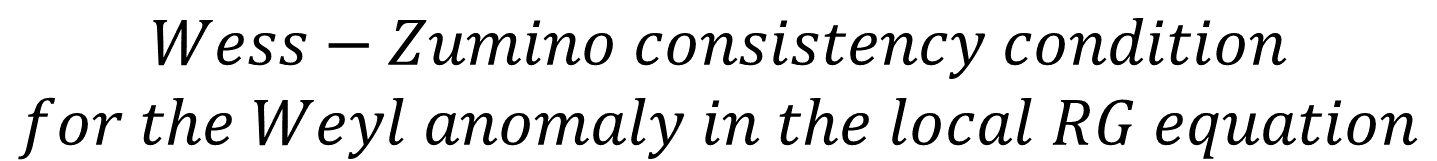 Wess − Zumino consistency condition
for the Weyl anomaly in the local RG equation